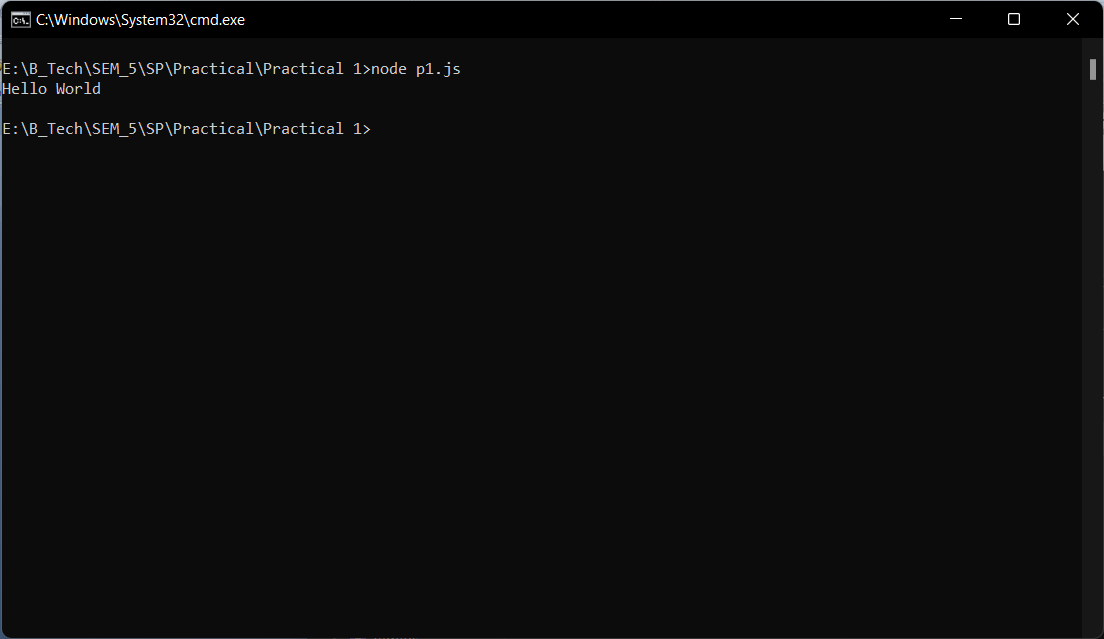 C:\Windows\System32\cmd.exe
E:\B_Tech\SEM_5\SP\Practical\Practical 1>node p1.js
Hello World
E:\B_Tech\SEM_5\SP\Practical\Practical 1>